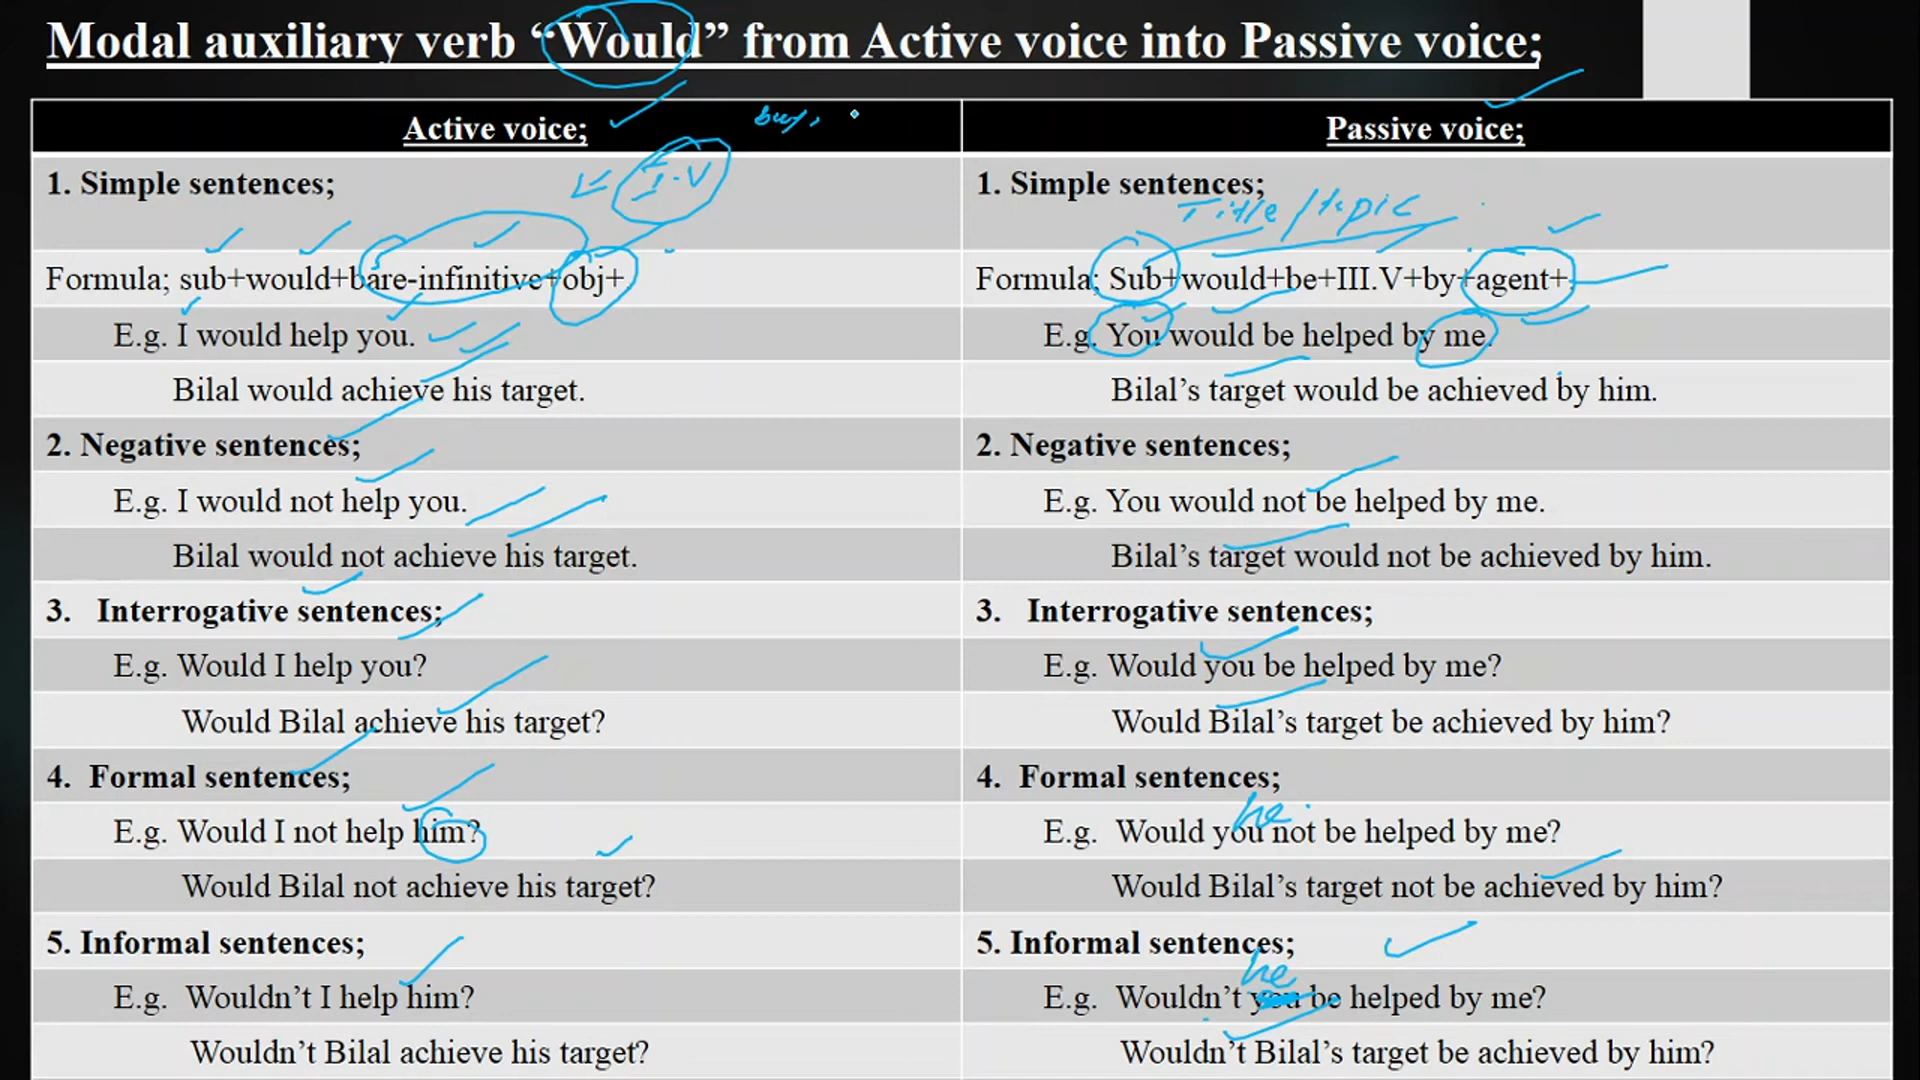 Modal auxiliary verb “Would” from Active voice into Passive voice;
Active voice;
buy,
Passive voice;
1. Simple sentences;
I.V
1. Simple sentences;
Title/topic
Formula; sub+would+bare-infinitive+obj+
Formula; Sub+would+be+III.V+by+agent+.
E.g. I would help you.
E.g. You would be helped by me.
Bilal would achieve his target.
Bilal’s target would be achieved by him.
2. Negative sentences;
2. Negative sentences;
E.g. I would not help you.
E.g. You would not be helped by me.
Bilal would not achieve his target.
Bilal’s target would not be achieved by him.
3. Interrogative sentences;
3. Interrogative sentences;
E.g. Would I help you?
E.g. Would you be helped by me?
Would Bilal achieve his target?
Would Bilal’s target be achieved by him?
4. Formal sentences;
4. Formal sentences;
he
E.g. Would I not help him?
E.g. Would you not be helped by me?
Would Bilal not achieve his target?
Would Bilal’s target not be achieved by him?
5. Informal sentences;
5. Informal sentences;
he
E.g. Wouldn’t I help him?
E.g. Wouldn’t you be helped by me?
Wouldn’t Bilal achieve his target?
Wouldn’t Bilal’s target be achieved by him?